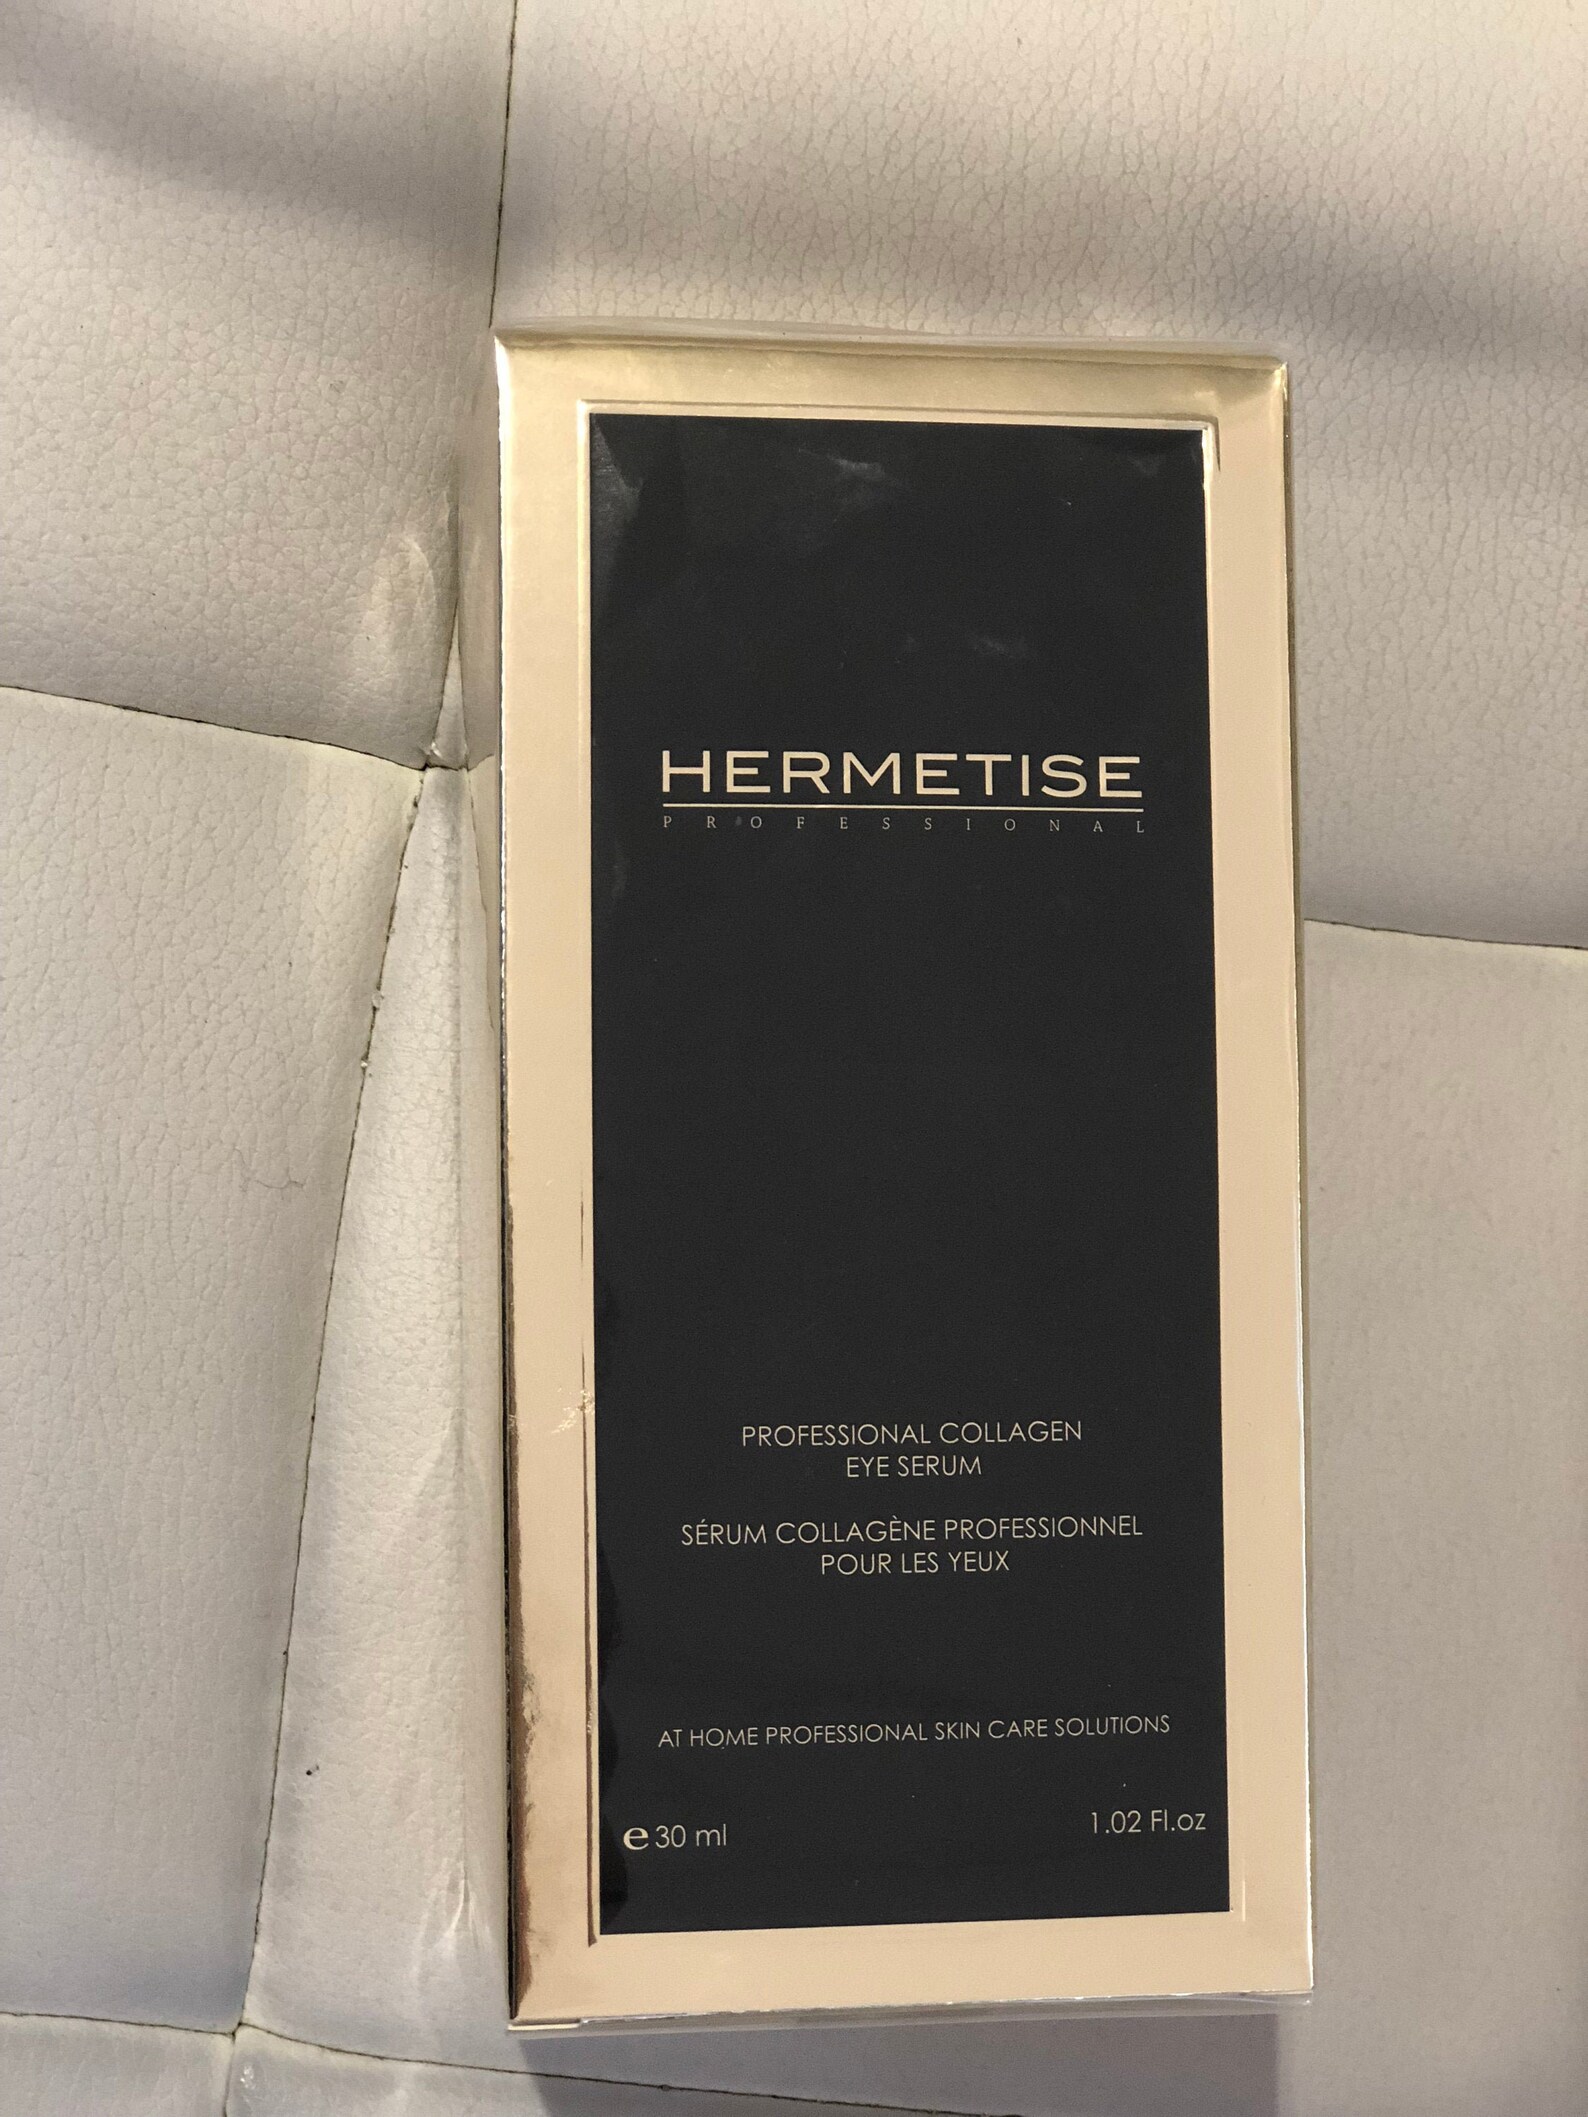 HERMETISE
PROFESSIONAL
PROFESSIONAL COLLAGEN
EYE SERUM
SÉRUM COLLAGÈNE PROFESSIONNEL
POUR LES YEUX
AT HOME PROFESSIONAL SKIN CARE SOLUTIONS
℮ 30 ml 1.02 Fl.oz